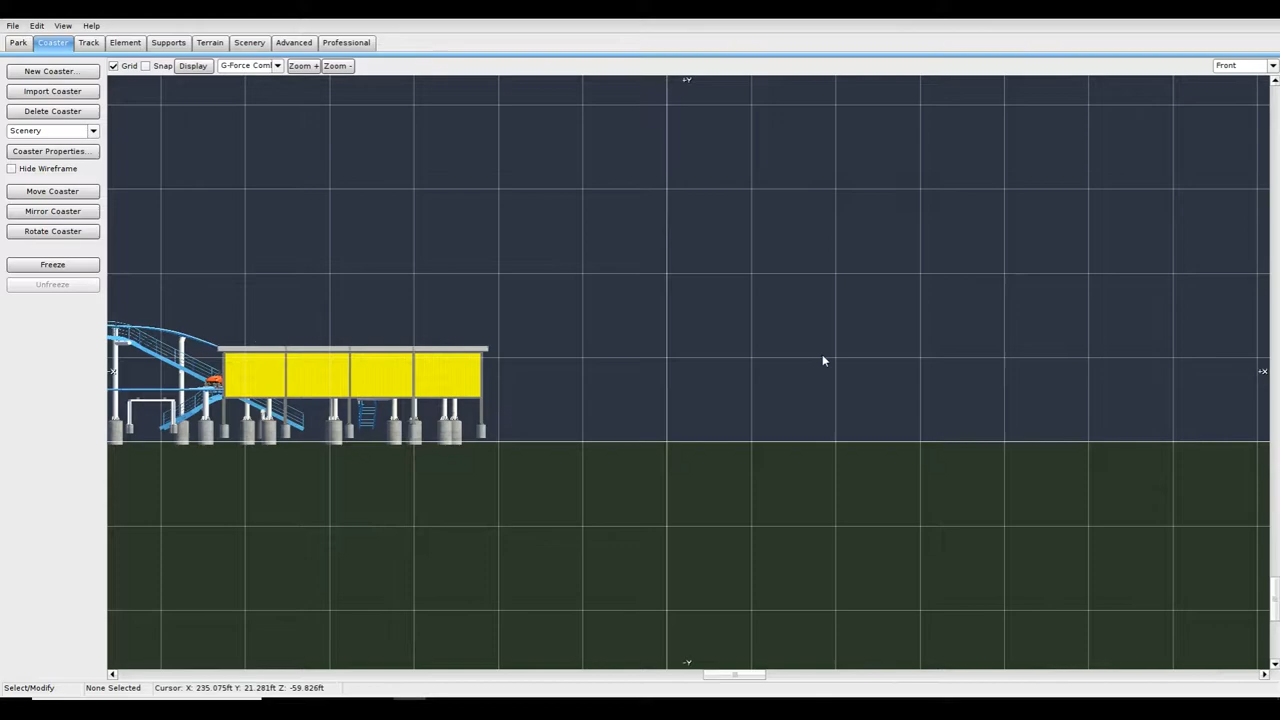 File Edit View Help
Park Coaster Track Element Supports Terrain Scenery Advanced Professional
Grid Snap Display G-Force Coml Zoom + Zoom - Front
New Coaster...
Import Coaster
Delete Coaster
Scenery
Coaster Properties...
Hide Wireframe
Move Coaster
Mirror Coaster
Rotate Coaster
Freeze
Unfreeze
+Y
-X
+X
-Y
Select/Modify None Selected Cursor: X: 235.075ft Y: 21.281ft Z: -59.826ft